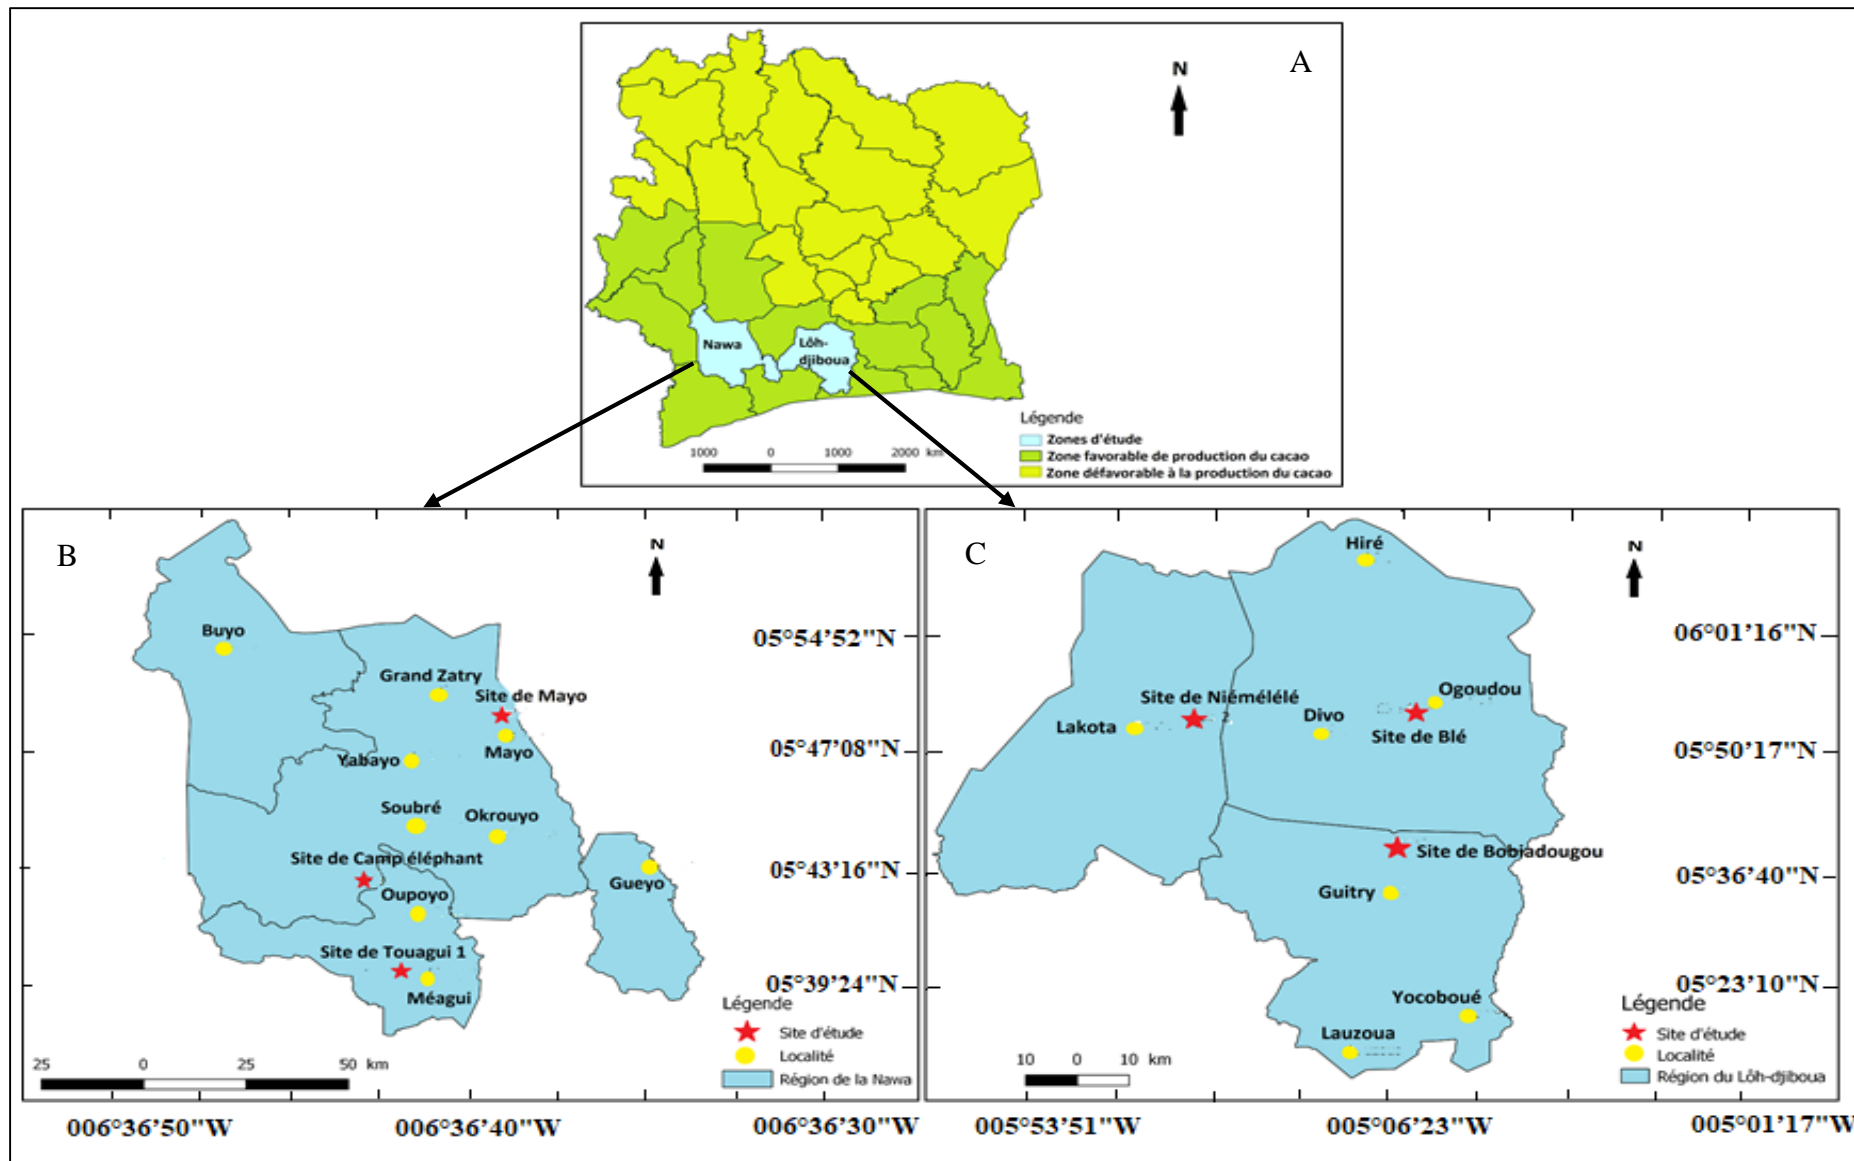 A
N
Nawa
Lôh-
djiboua
Légende
Zones d'étude
Zone favorable de production du cacao
Zone défavorable à la production du cacao
1000 0 1000 2000 km
B
N
Buyo
Grand Zatry
Site de Mayo
Mayo
Yabayo
Soubré
Okrouyo
Site de Camp éléphant
Oupoyo
Gueyo
Site de Touagui 1
Méagui
05°54'52"N
05°47'08"N
05°43'16"N
05°39'24"N
Légende
Site d'étude
Localité
Région de la Nawa
25 0 25 50 km
006°36'50"W 006°36'40"W 006°36'30"W
C
N
Hiré
Site de Niémélélé
2
Lakota
Divo
Ogoudou
Site de Blé
Site de Bobiadougou
Guitry
Yocoboué
Lauzoua
06°01'16"N
05°50'17"N
05°36'40"N
05°23'10"N
Légende
Site d'étude
Localité
Région du Lôh-djiboua
10 0 10 km
005°53'51"W 005°06'23"W 005°01'17"W